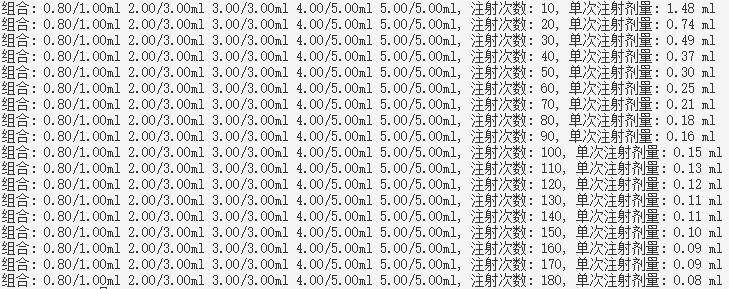 组合: 0.80/1.00ml 2.00/3.00ml 3.00/3.00ml 4.00/5.00ml 5.00/5.00ml, 注射次数: 10, 单次注射剂量: 1.48 ml
组合: 0.80/1.00ml 2.00/3.00ml 3.00/3.00ml 4.00/5.00ml 5.00/5.00ml, 注射次数: 20, 单次注射剂量: 0.74 ml
组合: 0.80/1.00ml 2.00/3.00ml 3.00/3.00ml 4.00/5.00ml 5.00/5.00ml, 注射次数: 30, 单次注射剂量: 0.49 ml
组合: 0.80/1.00ml 2.00/3.00ml 3.00/3.00ml 4.00/5.00ml 5.00/5.00ml, 注射次数: 40, 单次注射剂量: 0.37 ml
组合: 0.80/1.00ml 2.00/3.00ml 3.00/3.00ml 4.00/5.00ml 5.00/5.00ml, 注射次数: 50, 单次注射剂量: 0.30 ml
组合: 0.80/1.00ml 2.00/3.00ml 3.00/3.00ml 4.00/5.00ml 5.00/5.00ml, 注射次数: 60, 单次注射剂量: 0.25 ml
组合: 0.80/1.00ml 2.00/3.00ml 3.00/3.00ml 4.00/5.00ml 5.00/5.00ml, 注射次数: 70, 单次注射剂量: 0.21 ml
组合: 0.80/1.00ml 2.00/3.00ml 3.00/3.00ml 4.00/5.00ml 5.00/5.00ml, 注射次数: 80, 单次注射剂量: 0.18 ml
组合: 0.80/1.00ml 2.00/3.00ml 3.00/3.00ml 4.00/5.00ml 5.00/5.00ml, 注射次数: 90, 单次注射剂量: 0.16 ml
组合: 0.80/1.00ml 2.00/3.00ml 3.00/3.00ml 4.00/5.00ml 5.00/5.00ml, 注射次数: 100, 单次注射剂量: 0.15 ml
组合: 0.80/1.00ml 2.00/3.00ml 3.00/3.00ml 4.00/5.00ml 5.00/5.00ml, 注射次数: 110, 单次注射剂量: 0.13 ml
组合: 0.80/1.00ml 2.00/3.00ml 3.00/3.00ml 4.00/5.00ml 5.00/5.00ml, 注射次数: 120, 单次注射剂量: 0.12 ml
组合: 0.80/1.00ml 2.00/3.00ml 3.00/3.00ml 4.00/5.00ml 5.00/5.00ml, 注射次数: 130, 单次注射剂量: 0.11 ml
组合: 0.80/1.00ml 2.00/3.00ml 3.00/3.00ml 4.00/5.00ml 5.00/5.00ml, 注射次数: 140, 单次注射剂量: 0.11 ml
组合: 0.80/1.00ml 2.00/3.00ml 3.00/3.00ml 4.00/5.00ml 5.00/5.00ml, 注射次数: 150, 单次注射剂量: 0.10 ml
组合: 0.80/1.00ml 2.00/3.00ml 3.00/3.00ml 4.00/5.00ml 5.00/5.00ml, 注射次数: 160, 单次注射剂量: 0.09 ml
组合: 0.80/1.00ml 2.00/3.00ml 3.00/3.00ml 4.00/5.00ml 5.00/5.00ml, 注射次数: 170, 单次注射剂量: 0.09 ml
组合: 0.80/1.00ml 2.00/3.00ml 3.00/3.00ml 4.00/5.00ml 5.00/5.00ml, 注射次数: 180, 单次注射剂量: 0.08 ml